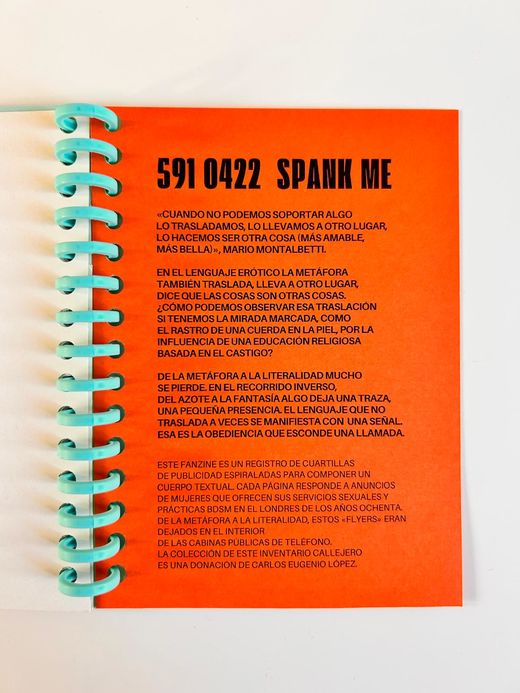 591 0422 SPANK ME
«CUANDO NO PODEMOS SOPORTAR ALGO
LO TRASLADAMOS, LO LLEVAMOS A OTRO LUGAR,
LO HACEMOS SER OTRA COSA (MÁS AMABLE,
MÁS BELLA)», MARIO MONTALBETTI.
EN EL LENGUAJE ERÓTICO LA METÁFORA
TAMBIÉN TRASLADA, LLEVA A OTRO LUGAR,
DICE QUE LAS COSAS SON OTRAS COSAS.
¿CÓMO PODEMOS OBSERVAR ESA TRASLACIÓN
SI TENEMOS LA MIRADA MARCADA, COMO
EL RASTRO DE UNA CUERDA EN LA PIEL, POR LA
INFLUENCIA DE UNA EDUCACIÓN RELIGIOSA
BASADA EN EL CASTIGO?
DE LA METÁFORA A LA LITERALIDAD MUCHO
SE PIERDE. EN EL RECORRIDO INVERSO,
DEL AZOTE A LA FANTASÍA ALGO DEJA UNA TRAZA,
UNA PEQUEÑA PRESENCIA. EL LENGUAJE QUE NO
TRASLADA A VECES SE MANIFIESTA CON UNA SEÑAL.
ESA ES LA OBEDIENCIA QUE ESCONDE UNA LLAMADA.
ESTE FANZINE ES UN REGISTRO DE CUARTILLAS
DE PUBLICIDAD ESPIRALADAS PARA COMPONER UN
CUERPO TEXTUAL. CADA PÁGINA RESPONDE A ANUNCIOS
DE MUJERES QUE OFRECEN SUS SERVICIOS SEXUALES Y
PRÁCTICAS BDSM EN EL LONDRES DE LOS AÑOS OCHENTA.
DE LA METÁFORA A LA LITERALIDAD, ESTOS «FLYERS» ERAN
DEJADOS EN EL INTERIOR
DE LAS CABINAS PÚBLICAS DE TELÉFONO.
LA COLECCIÓN DE ESTE INVENTARIO CALLEJERO
ES UNA DONACIÓN DE CARLOS EUGENIO LÓPEZ.